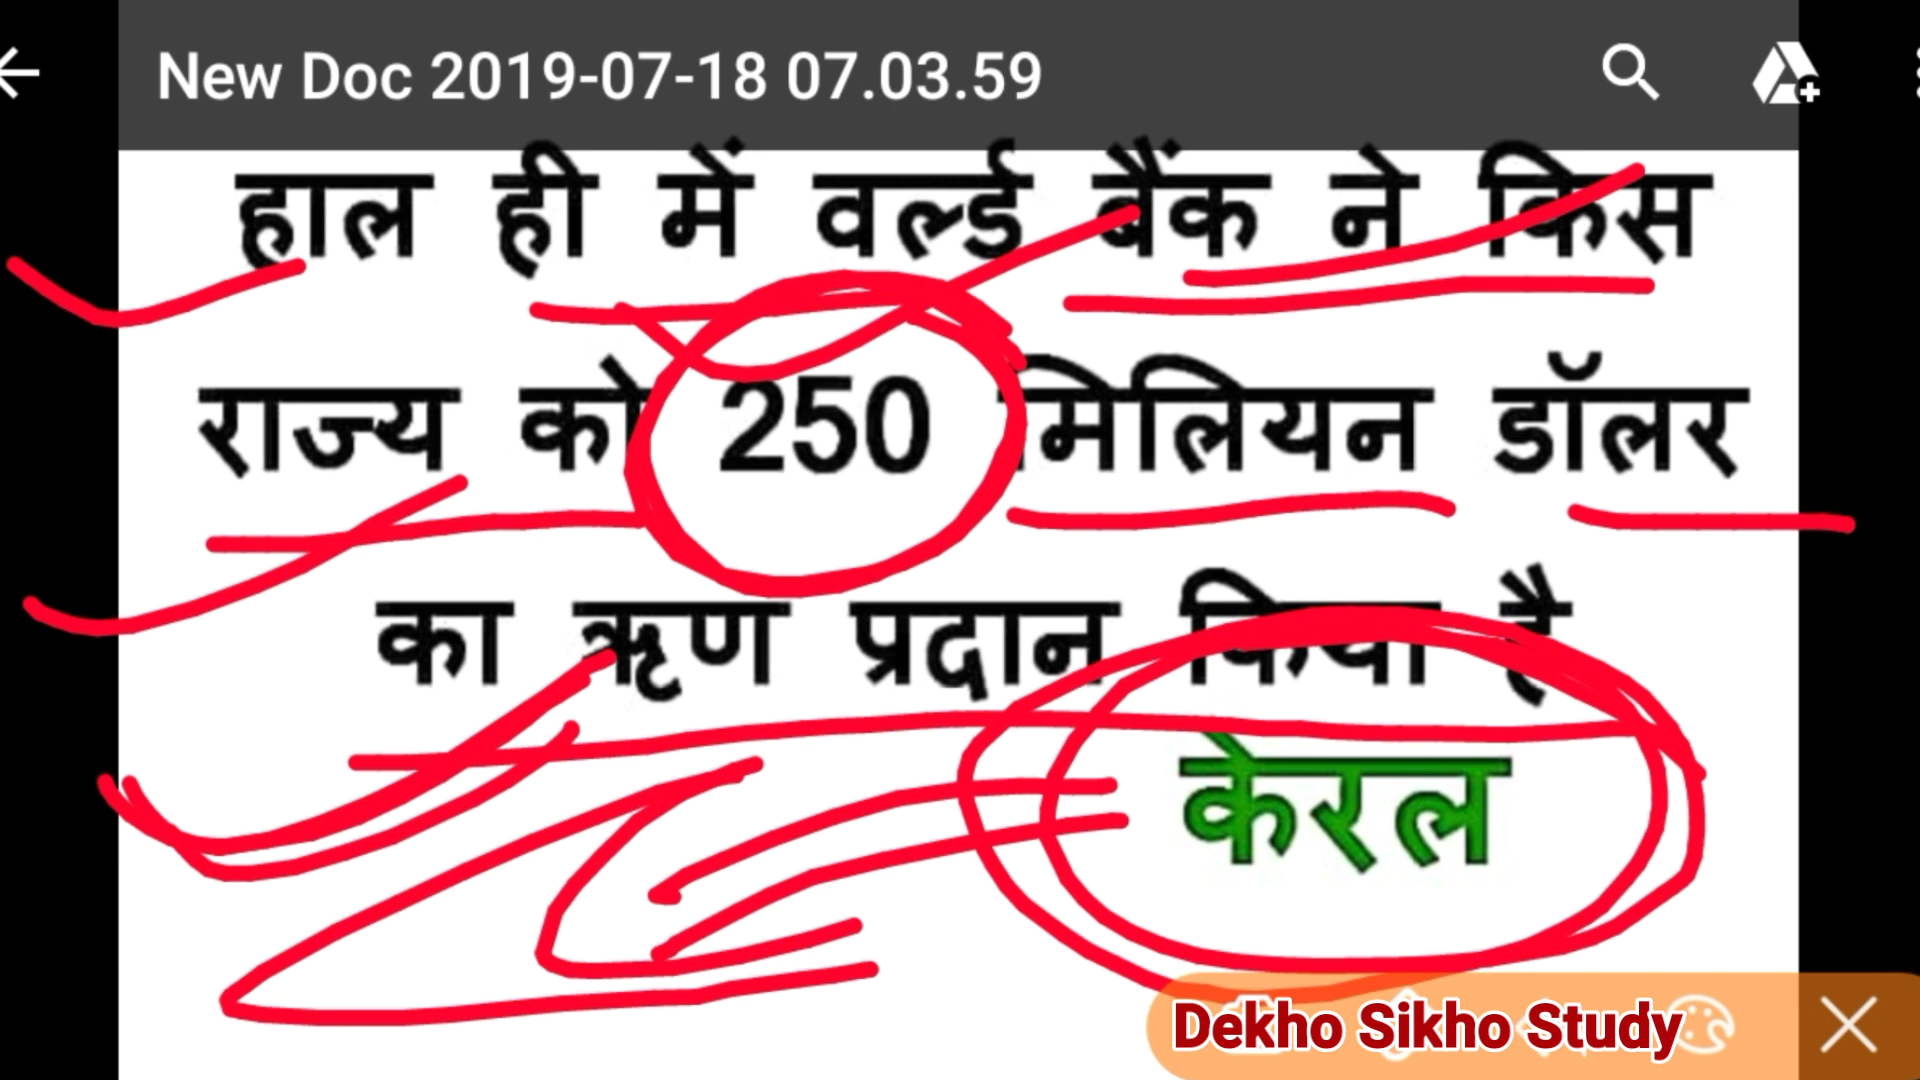 New Doc 2019-07-18 07.03.59
हाल ही में वर्ल्ड बैंक ने किस
राज्य को 250 मिलियन डॉलर
का ऋण प्रदान किया है
केरल
Dekho Sikho Study